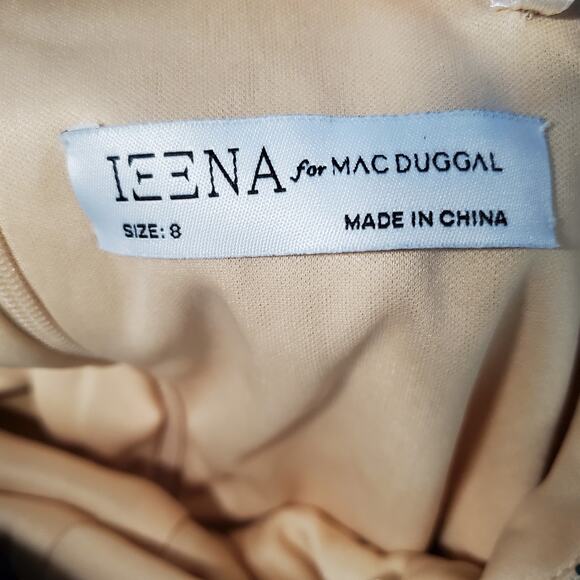 IEENA for MAC DUGGAL
SIZE: 8 MADE IN CHINA